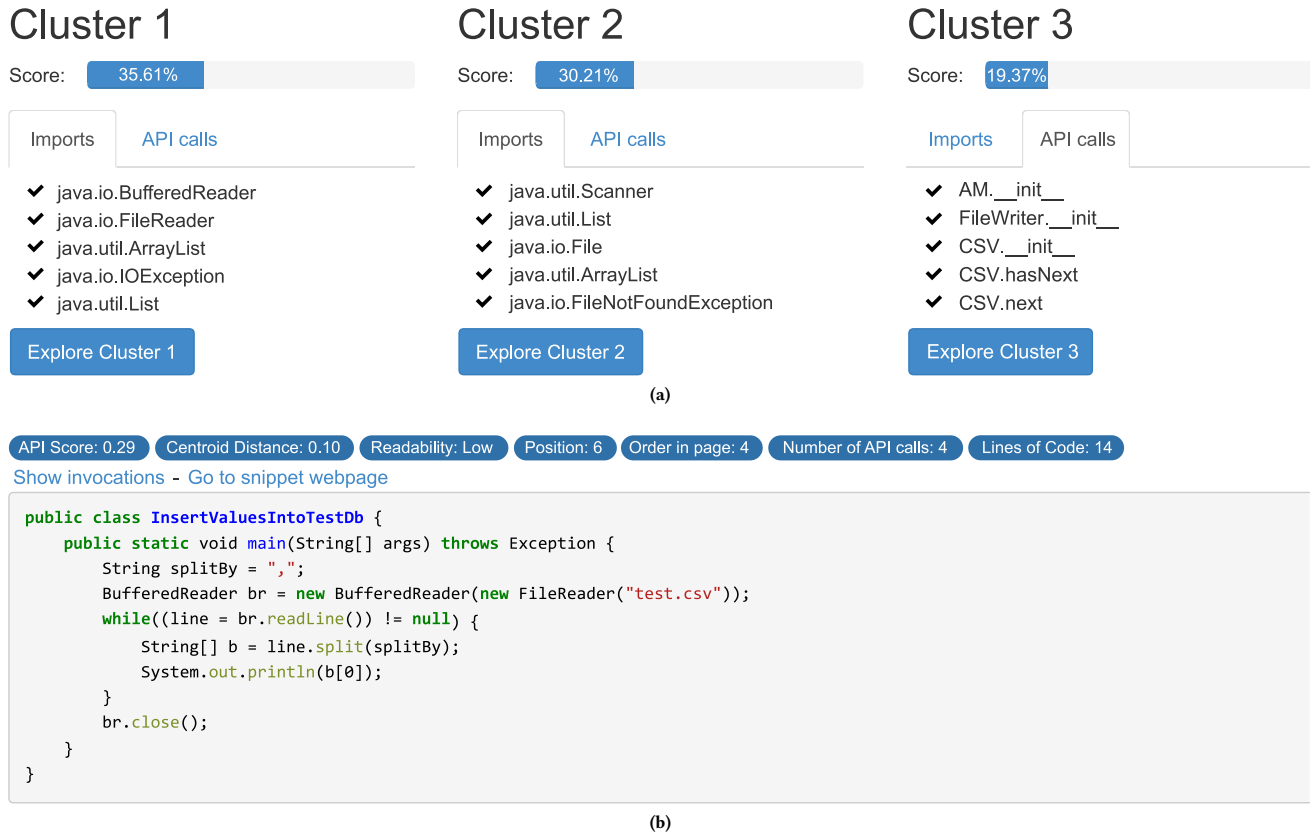 Cluster 1
Score: 35.61%
Imports API calls
✔ java.io.BufferedReader
✔ java.io.FileReader
✔ java.util.ArrayList
✔ java.io.IOException
✔ java.util.List
Explore Cluster 1
Cluster 2
Score: 30.21%
Imports API calls
✔ java.util.Scanner
✔ java.util.List
✔ java.io.File
✔ java.util.ArrayList
✔ java.io.FileNotFoundException
Explore Cluster 2
Cluster 3
Score: 19.37%
Imports API calls
✔ AM.__init__
✔ FileWriter.__init__
✔ CSV.__init__
✔ CSV.hasNext
✔ CSV.next
Explore Cluster 3
(a)
API Score: 0.29 Centroid Distance: 0.10 Readability: Low Position: 6 Order in page: 4 Number of API calls: 4 Lines of Code: 14
Show invocations - Go to snippet webpage
public class InsertValuesIntoTestDb {
    public static void main(String[] args) throws Exception {
        String splitBy = ",";
        BufferedReader br = new BufferedReader(new FileReader("test.csv"));
        while((line = br.readLine()) != null) {
            String[] b = line.split(splitBy);
            System.out.println(b[0]);
        }
        br.close();
    }
}
(b)